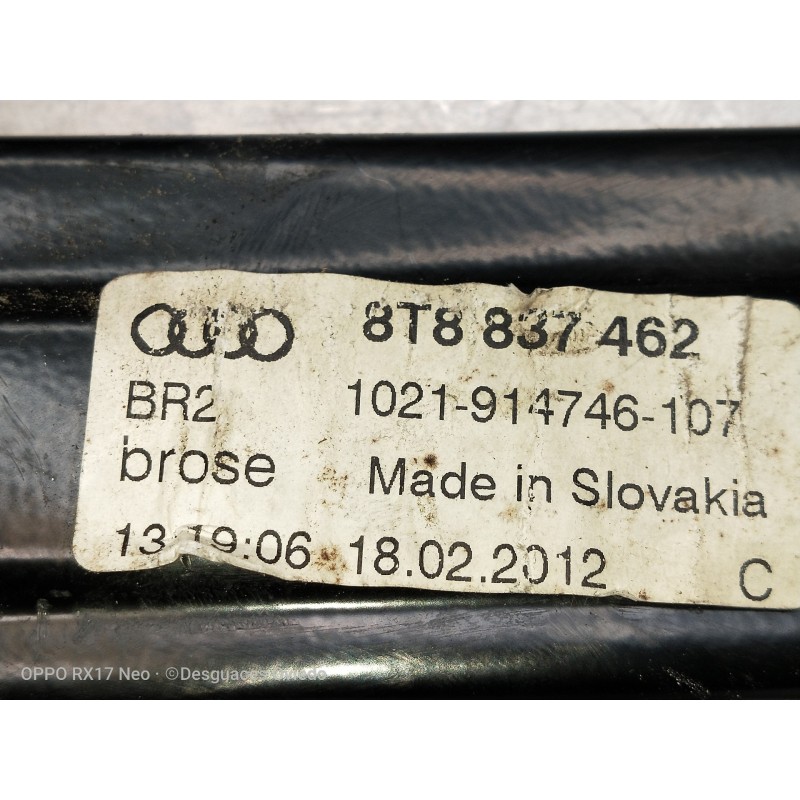 8T8 837 462
BR2 1021-914746-107
brose Made in Slovakia
13:19:06 18.02.2012 C
OPPO RX17 Neo · ©Desguaces